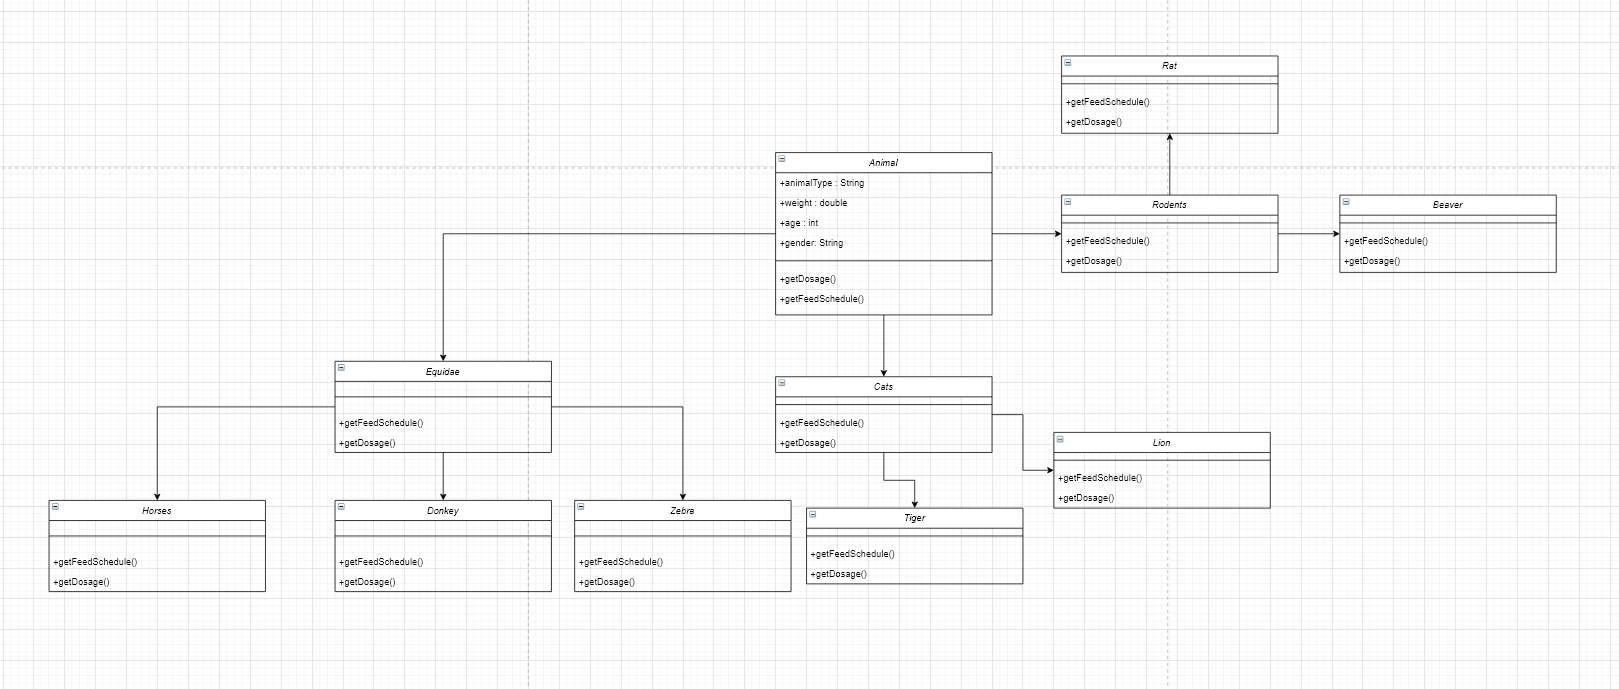 Rat
+getFeedSchedule()
+getDosage()
Animal
+animalType : String
+weight : double
+age : int
+gender: String
+getDosage()
+getFeedSchedule()
Rodents
+getFeedSchedule()
+getDosage()
Beaver
+getFeedSchedule()
+getDosage()
Equidae
+getFeedSchedule()
+getDosage()
Cats
+getFeedSchedule()
+getDosage()
Lion
+getFeedSchedule()
+getDosage()
Horses
+getFeedSchedule()
+getDosage()
Donkey
+getFeedSchedule()
+getDosage()
Zebra
+getFeedSchedule()
+getDosage()
Tiger
+getFeedSchedule()
+getDosage()